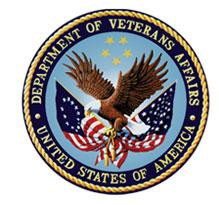 DEPARTMENT OF VETERANS AFFAIRS
UNITED STATES OF AMERICA